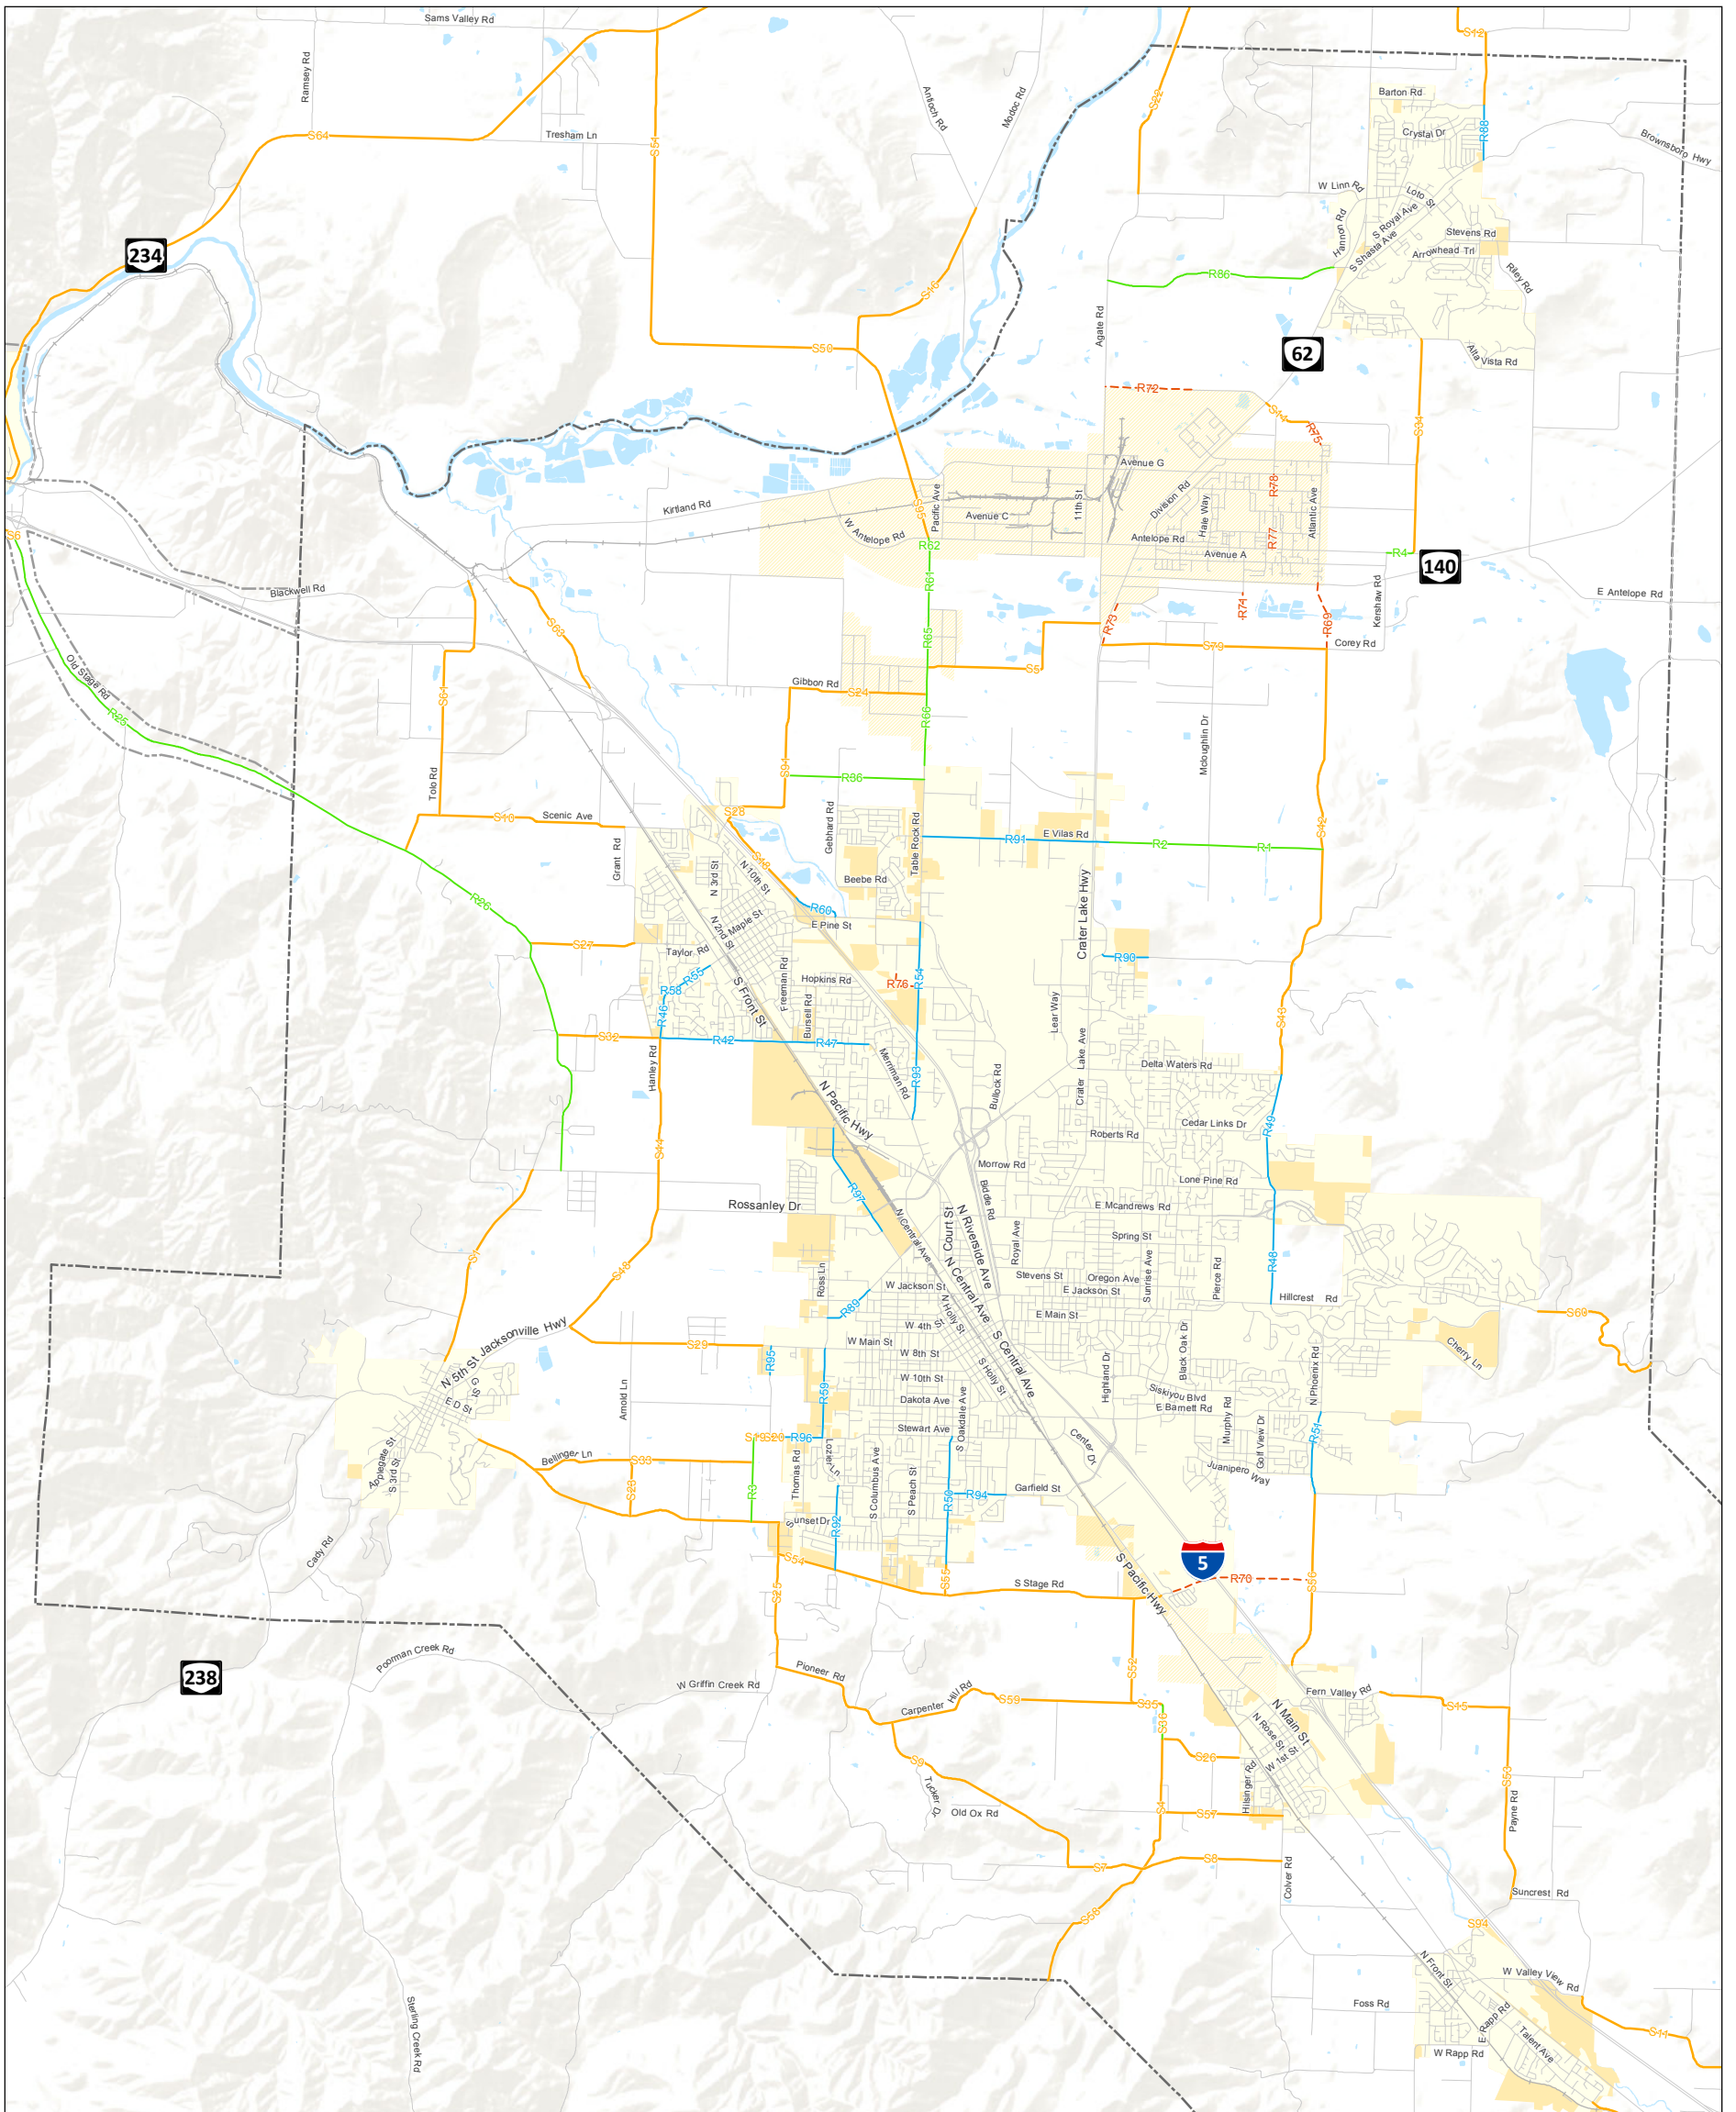 Sams Valley Rd
S12
Ramsey Rd
S64
Tresham Ln
S51
Antioch Rd
Modoc Rd
S22
Barton Rd
Crystal Dr
R88
Brownsboro Hwy
W Linn Rd
Loto St
S Royal Ave
Hannon Rd
S Shasta Ave
Stevens Rd
Arrowhead Trl
Riley Rd
234
S16
R86
Agate Rd
62
S50
Alta Vista Rd
R72
S14
R75
S34
Avenue G
R78
Kirtland Rd
S95
Pacific Ave
Avenue C
11th St
Division Rd
Hale Way
Atlantic Ave
S6
W Antelope Rd
R62
Antelope Rd
R77
Avenue A
R4
140
R61
Blackwell Rd
E Antelope Rd
Kershaw Rd
R71
R73
R69
S63
R65
S79
Corey Rd
S5
Old Stage Rd
R25
S61
Gibbon Rd
S24
R66
Mcloughlin Dr
Tolo Rd
S91
R36
S28
S10
Scenic Ave
Grant Rd
Gebhard Rd
Table Rock Rd
R91
E Vilas Rd
R2
R1
S42
S18
N 3rd St
N 10th St
Beebe Rd
Crater Lake Hwy
R26
R60
Maple St
N 2nd St
E Pine St
S27
Taylor Rd
R55
R58
R46
S Front St
Freeman Rd
Hopkins Rd
Bursell Rd
R76
R54
R90
Lear Way
S43
S32
R42
R47
Hanley Rd
Merriman Rd
R93
Bullock Rd
Crater Lake Ave
Delta Waters Rd
N Pacific Hwy
Cedar Links Dr
R49
Roberts Rd
S44
Morrow Rd
Lone Pine Rd
R97
Biddle Rd
E Mcandrews Rd
Rossanley Dr
N Central Ave
Court St
N Riverside Ave
Royal Ave
Spring St
S1
S49
Ross Ln
N Central Ave
Stevens St
Oregon Ave
Sunrise Ave
Pierce Rd
R48
W Jackson St
E Jackson St
R89
N Holly St
E Main St
Hillcrest Rd
S60
N 5th St
Jacksonville Hwy
W 4th St
S29
W Main St
S Central Ave
Black Oak Dr
R95
W 8th St
N Phoenix Rd
Cherry Ln
G St
E D St
Arnold Ln
R59
W 10th St
S Holly St
Highland Dr
Siskiyou Blvd
Dakota Ave
E Barnett Rd
Stewart Ave
S Oakdale Ave
Murphy Rd
Golf View Dr
R51
S19
S20
R96
Applegate St
S 3rd St
Bellinger Ln
S33
Lozier Ln
Center Dr
Juanipero Way
S23
R3
Thomas Rd
S Columbus Ave
S Peach St
R50
R94
Garfield St
Sunset Dr
R92
Cady Rd
S54
5
S25
S55
S Stage Rd
S Pacific Hwy
R70
S56
238
Poorman Creek Rd
Pioneer Rd
W Griffin Creek Rd
S52
Carpenter Hill Rd
S59
S35
S36
Fern Valley Rd
S15
N Main St
N Rose St
W 1st St
S26
S9
Hilsinger Rd
S53
Payne Rd
Tucker Dr
Old Ox Rd
S4
S57
S7
S8
Colver Rd
Suncrest Rd
S58
S94
N Front St
W Valley View Rd
Sterling Creek Rd
Foss Rd
E Rapp Rd
Talent Ave
S11
W Rapp Rd